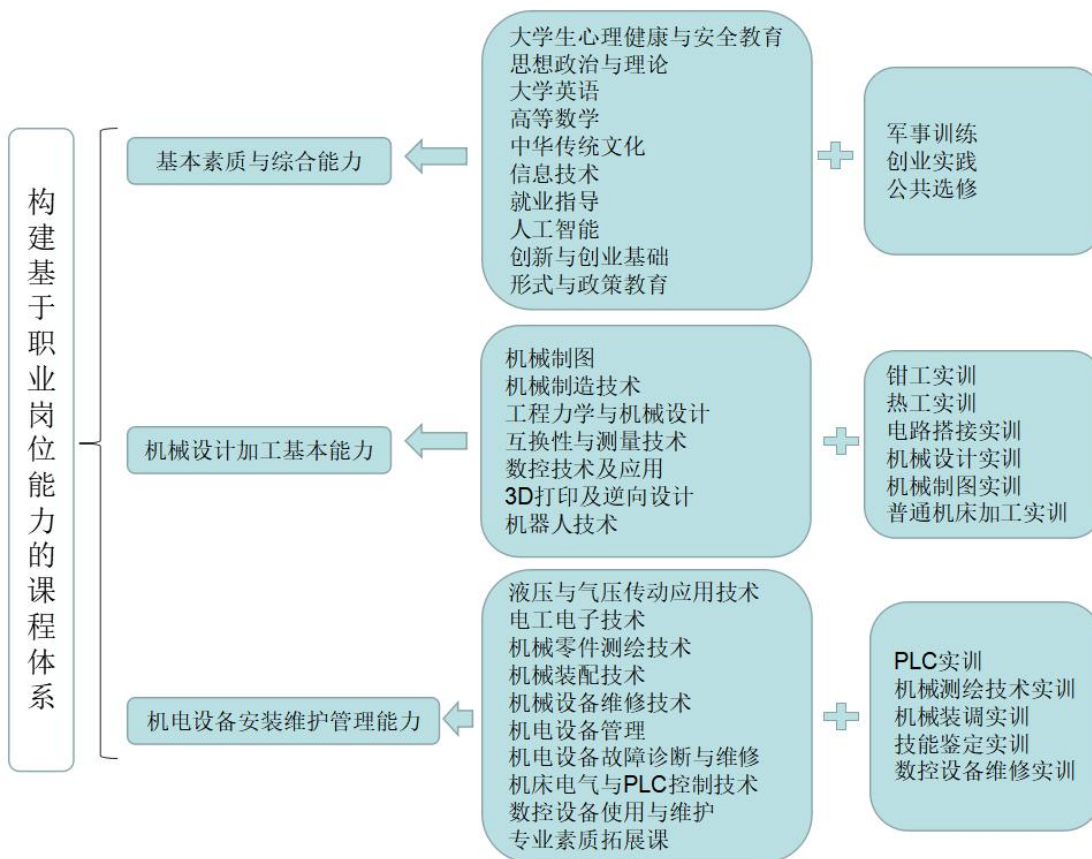 构建基于职业岗位能力的课程体系
基本素质与综合能力
大学生心理健康与安全教育
思想政治与理论
大学英语
高等数学
中华传统文化
信息技术
就业指导
人工智能
创新与创业基础
形式与政策教育
军事训练
创业实践
公共选修
机械设计加工基本能力
机械制图
机械制造技术
工程力学与机械设计
互换性与测量技术
数控技术及应用
3D打印及逆向设计
机器人技术
钳工实训
热工实训
电路搭接实训
机械设计实训
机械制图实训
普通机床加工实训
机电设备安装维护管理能力
液压与气压传动应用技术
电工电子技术
机械零件测绘技术
机械装配技术
机械设备维修技术
机电设备管理
机电设备故障诊断与维修
机床电气与PLC控制技术
数控设备使用与维护
专业素质拓展课
PLC实训
机械测绘技术实训
机械装调实训
技能鉴定实训
数控设备维修实训